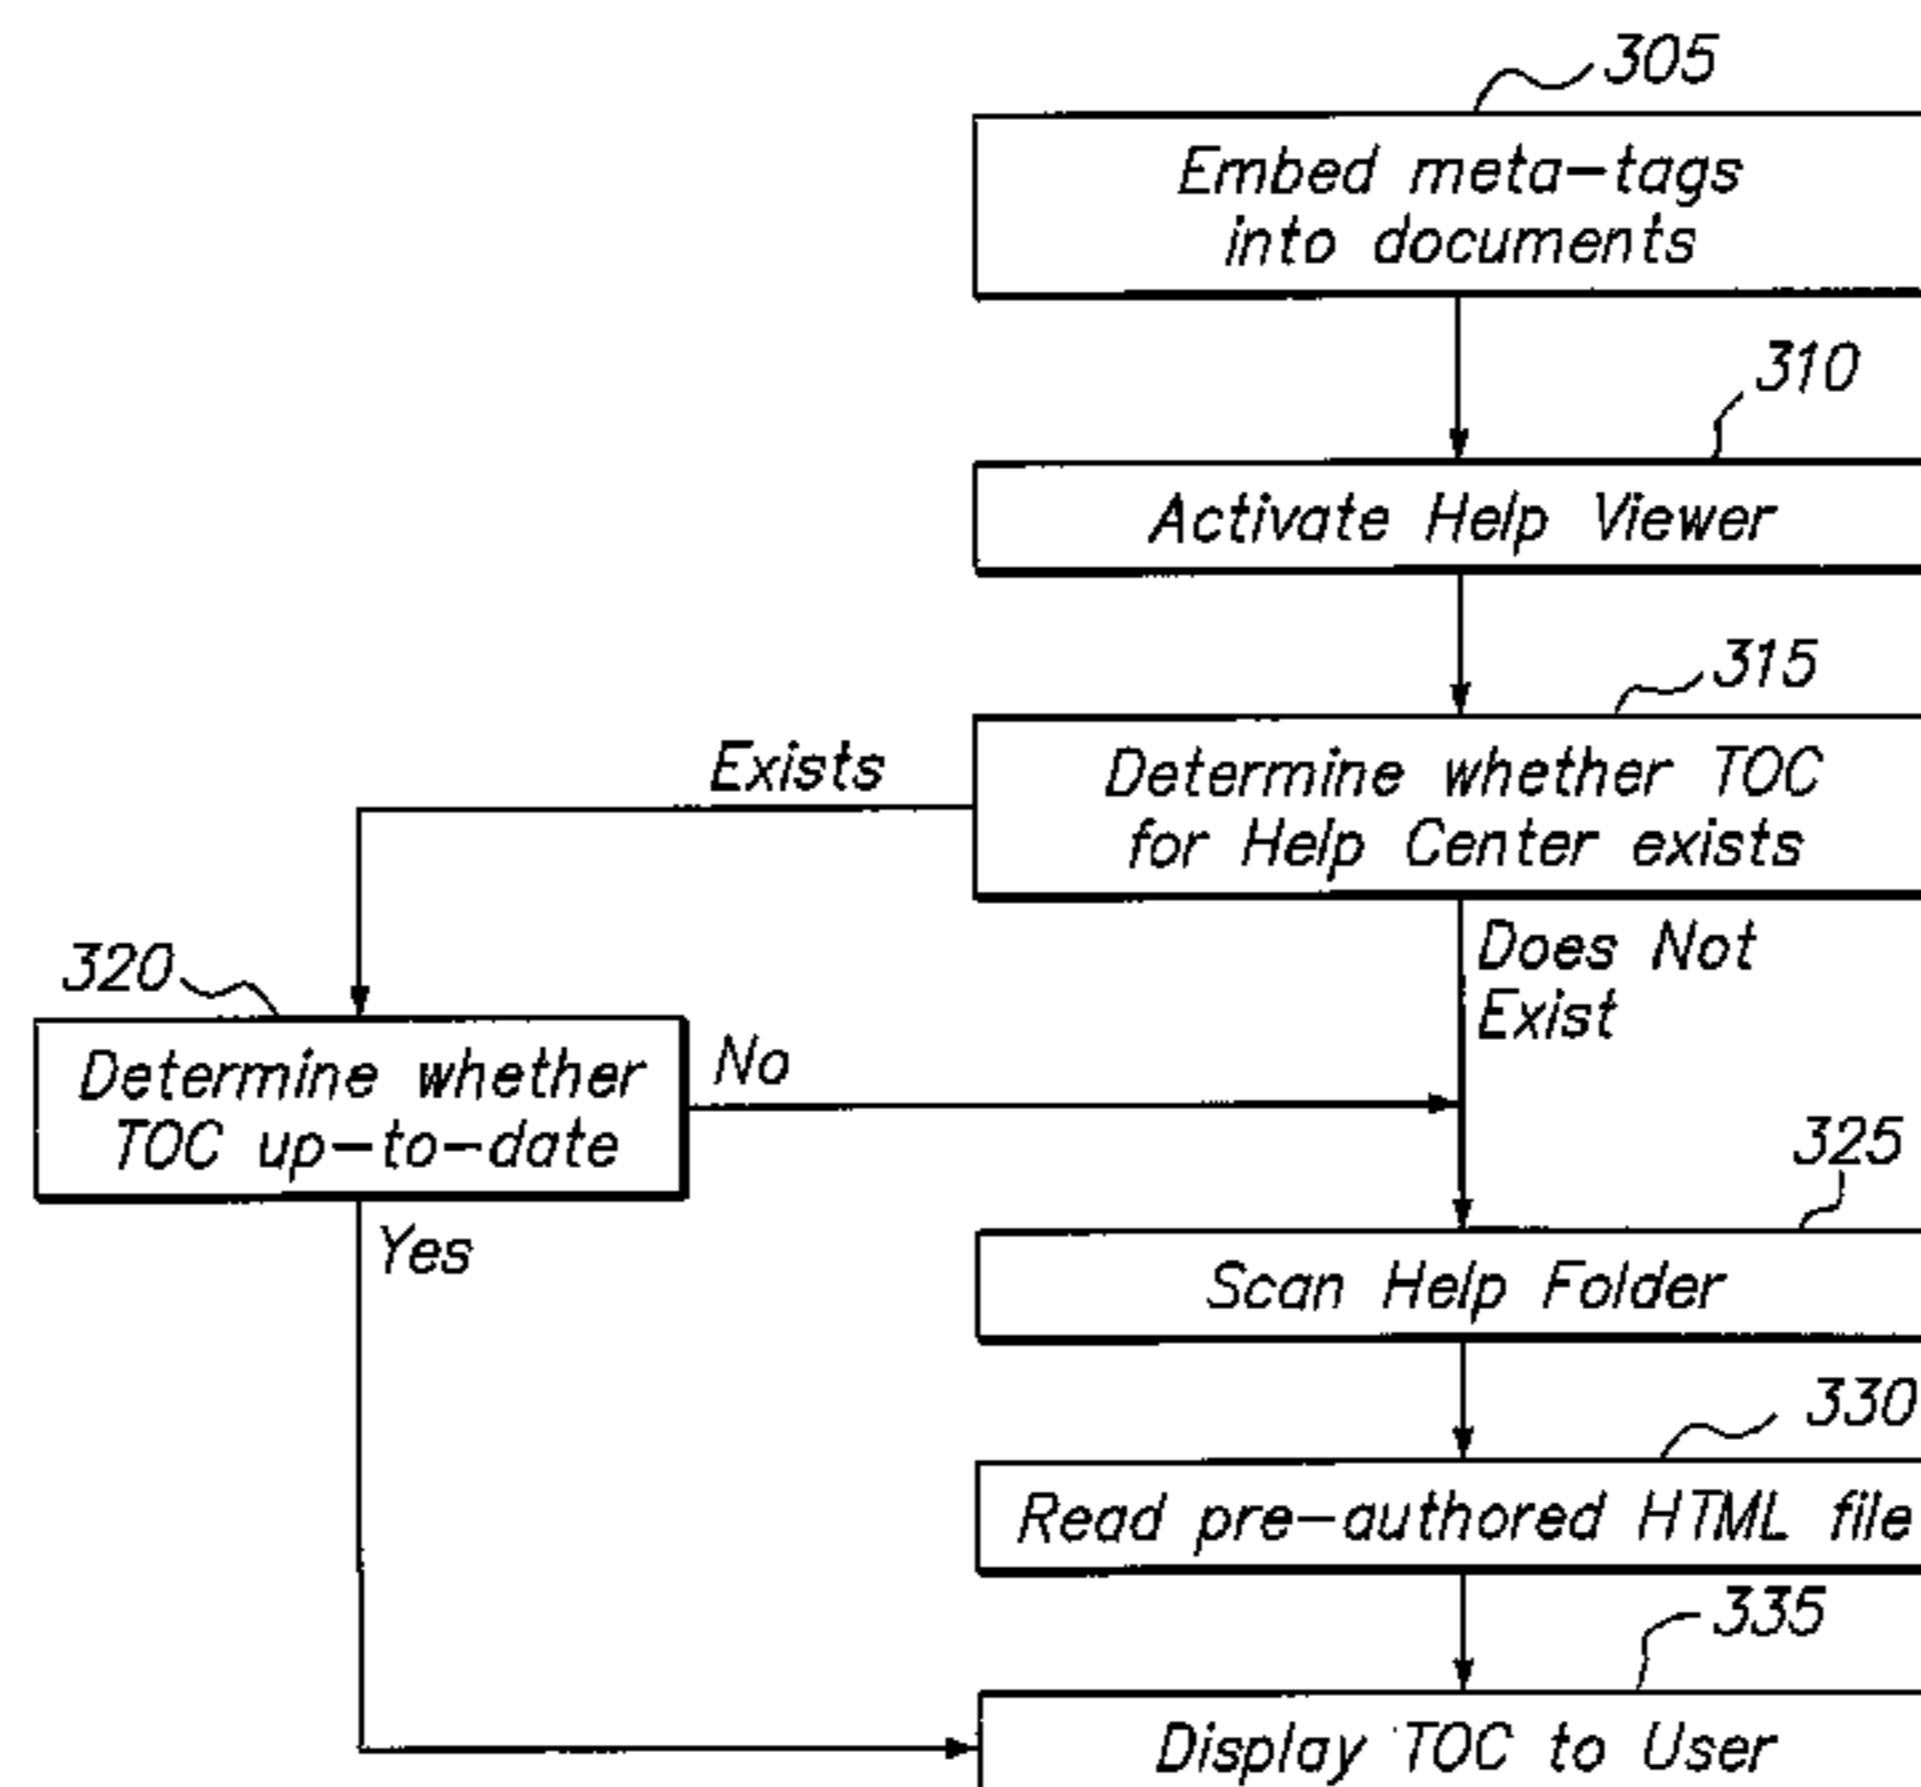 305
Embed meta-tags
into documents
310
Activate Help Viewer
315
Exists
Determine whether TOC
for Help Center exists
Does Not
Exist
320
Determine whether
TOC up-to-date
No
Yes
325
Scan Help Folder
330
Read pre-authored HTML file
335
Display TOC to User